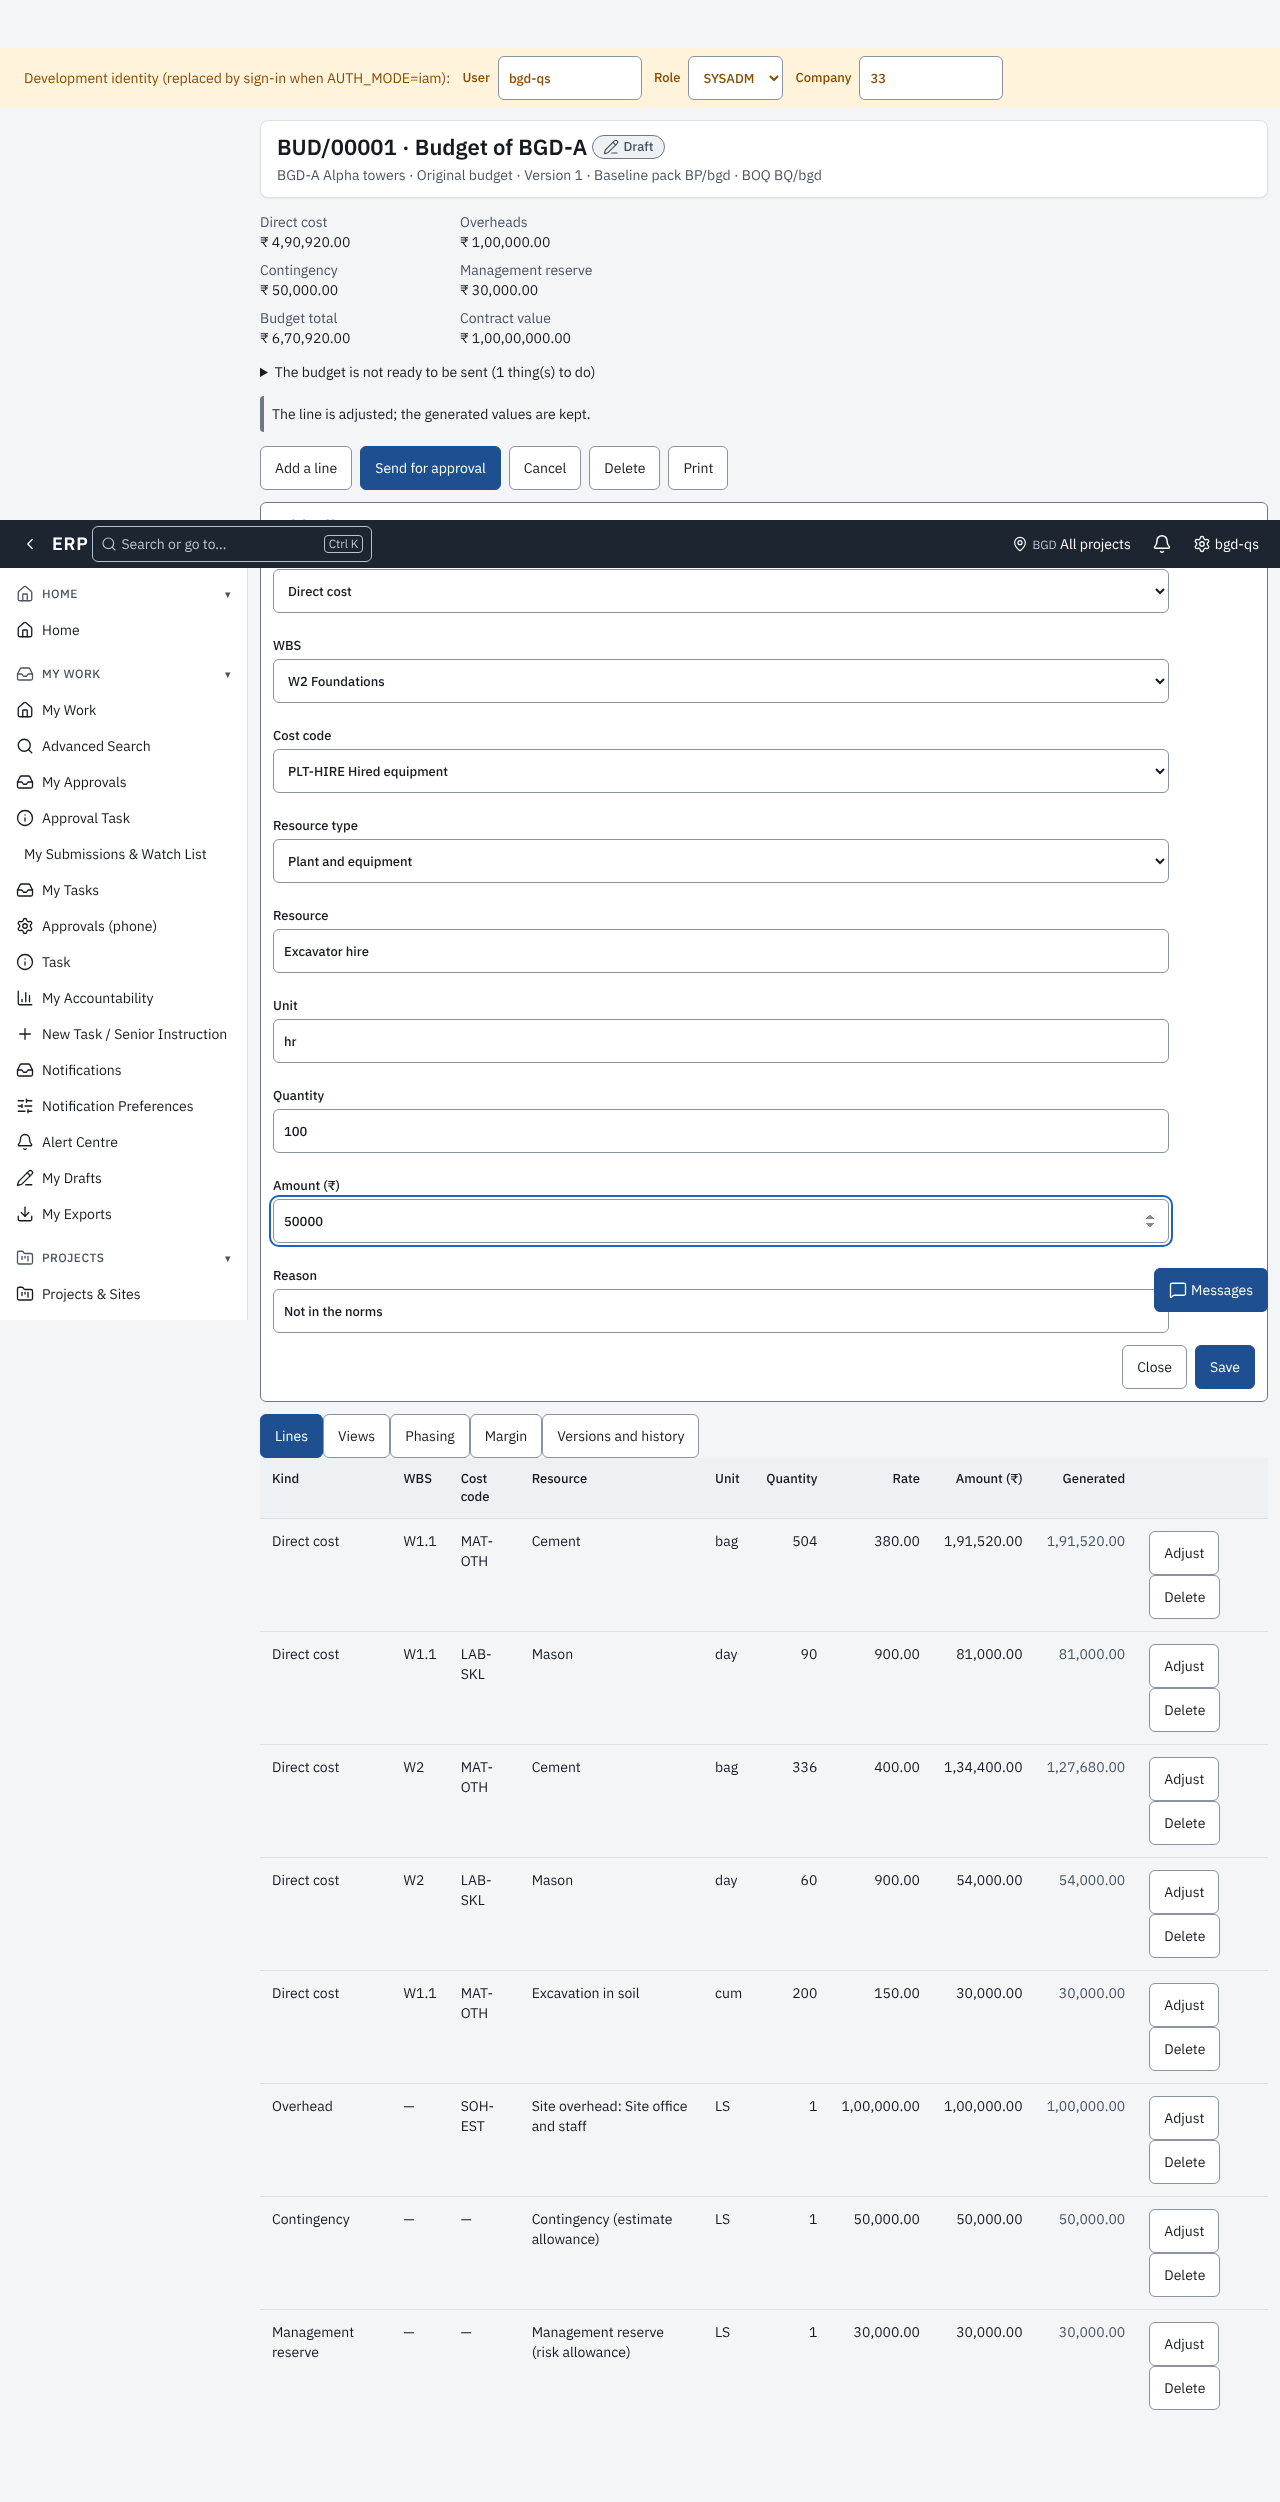 Development identity (replaced by sign-in when AUTH_MODE=iam): User bgd-qs Role SYSADM Company 33
BUD/00001 · Budget of BGD-A Draft
BGD-A Alpha towers · Original budget · Version 1 · Baseline pack BP/bgd · BOQ BQ/bgd
Direct cost Overheads
₹ 4,90,920.00 ₹ 1,00,000.00
Contingency Management reserve
₹ 50,000.00 ₹ 30,000.00
Budget total Contract value
₹ 6,70,920.00 ₹ 1,00,00,000.00
The budget is not ready to be sent (1 thing(s) to do)
The line is adjusted; the generated values are kept.
Add a line Send for approval Cancel Delete Print
ERP Search or go to... Ctrl K BGD All projects bgd-qs
HOME
Home
MY WORK
My Work
Advanced Search
My Approvals
Approval Task
My Submissions & Watch List
My Tasks
Approvals (phone)
Task
My Accountability
New Task / Senior Instruction
Notifications
Notification Preferences
Alert Centre
My Drafts
My Exports
PROJECTS
Projects & Sites
Direct cost
WBS
W2 Foundations
Cost code
PLT-HIRE Hired equipment
Resource type
Plant and equipment
Resource
Excavator hire
Unit
hr
Quantity
100
Amount (₹)
50000
Reason
Not in the norms
Messages
Close Save
Lines Views Phasing Margin Versions and history
Kind WBS Cost code Resource Unit Quantity Rate Amount (₹) Generated
Direct cost W1.1 MAT-OTH Cement bag 504 380.00 1,91,520.00 1,91,520.00 Adjust
Delete
Direct cost W1.1 LAB-SKL Mason day 90 900.00 81,000.00 81,000.00 Adjust
Delete
Direct cost W2 MAT-OTH Cement bag 336 400.00 1,34,400.00 1,27,680.00 Adjust
Delete
Direct cost W2 LAB-SKL Mason day 60 900.00 54,000.00 54,000.00 Adjust
Delete
Direct cost W1.1 MAT-OTH Excavation in soil cum 200 150.00 30,000.00 30,000.00 Adjust
Delete
Overhead — SOH-EST Site overhead: Site office and staff LS 1 1,00,000.00 1,00,000.00 1,00,000.00 Adjust
Delete
Contingency — — Contingency (estimate allowance) LS 1 50,000.00 50,000.00 50,000.00 Adjust
Delete
Management reserve — — Management reserve (risk allowance) LS 1 30,000.00 30,000.00 30,000.00 Adjust
Delete